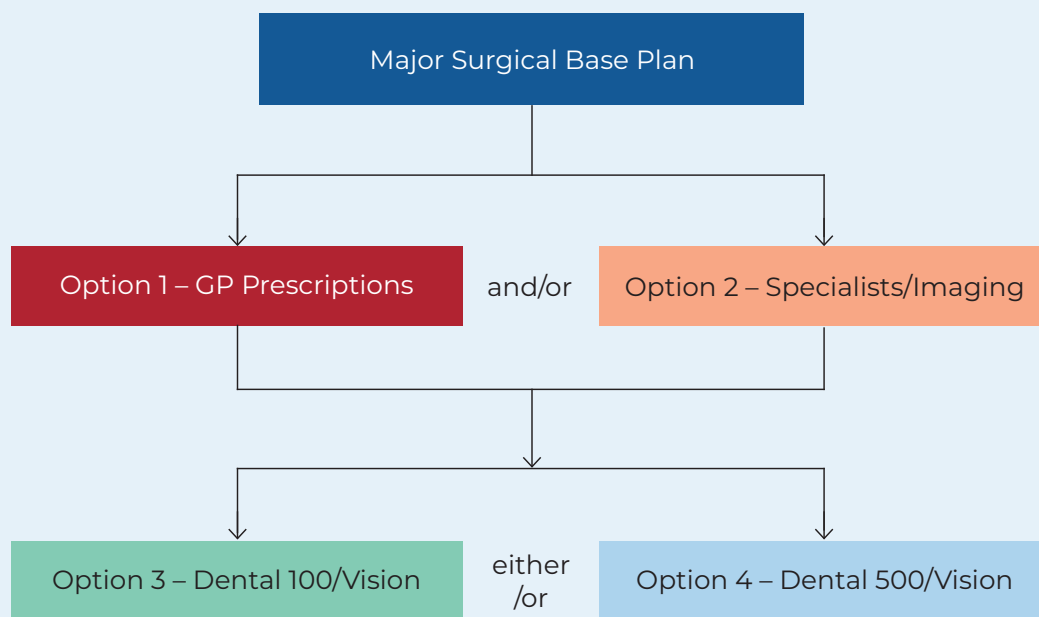 Major Surgical Base Plan
Option 1 – GP Prescriptions
and/or
Option 2 – Specialists/Imaging
Option 3 – Dental 100/Vision
either
/or
Option 4 – Dental 500/Vision